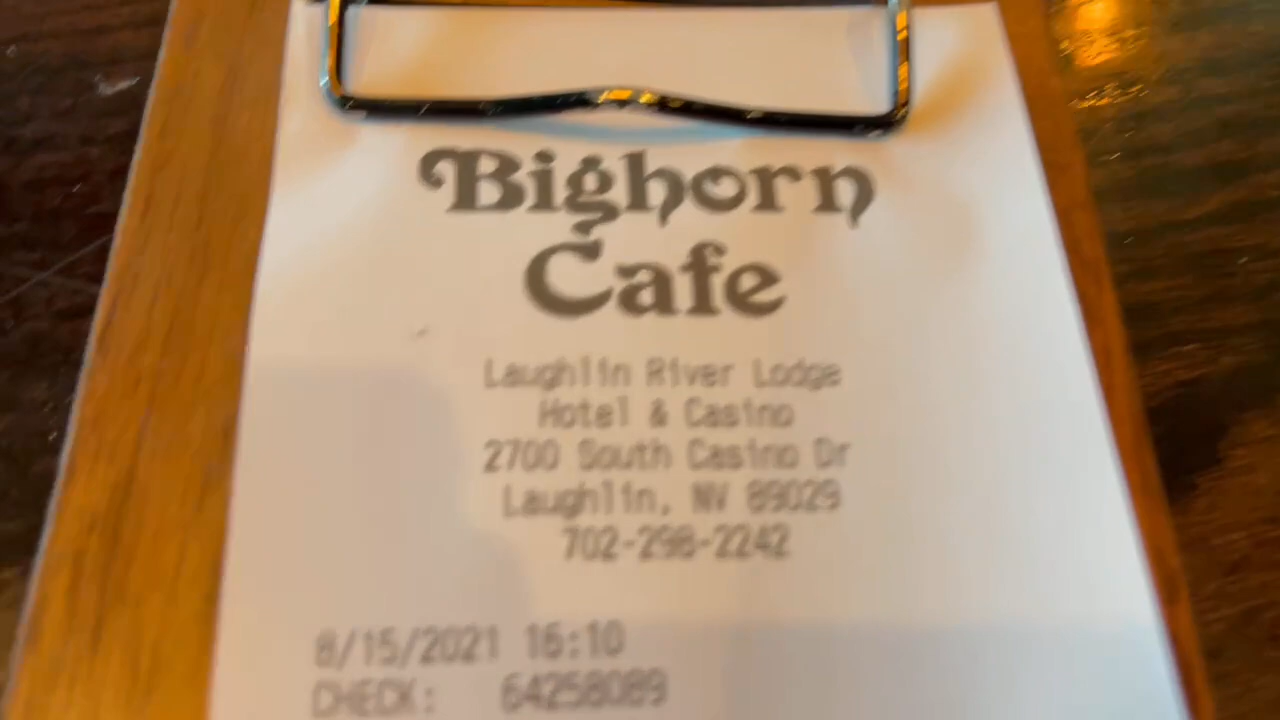 Bighorn
Cafe
Laughlin River Lodge
Hotel & Casino
2700 South Casino Dr
Laughlin, NV 89029
702-298-2242
8/15/2021 16:10
CHECK: 64258089